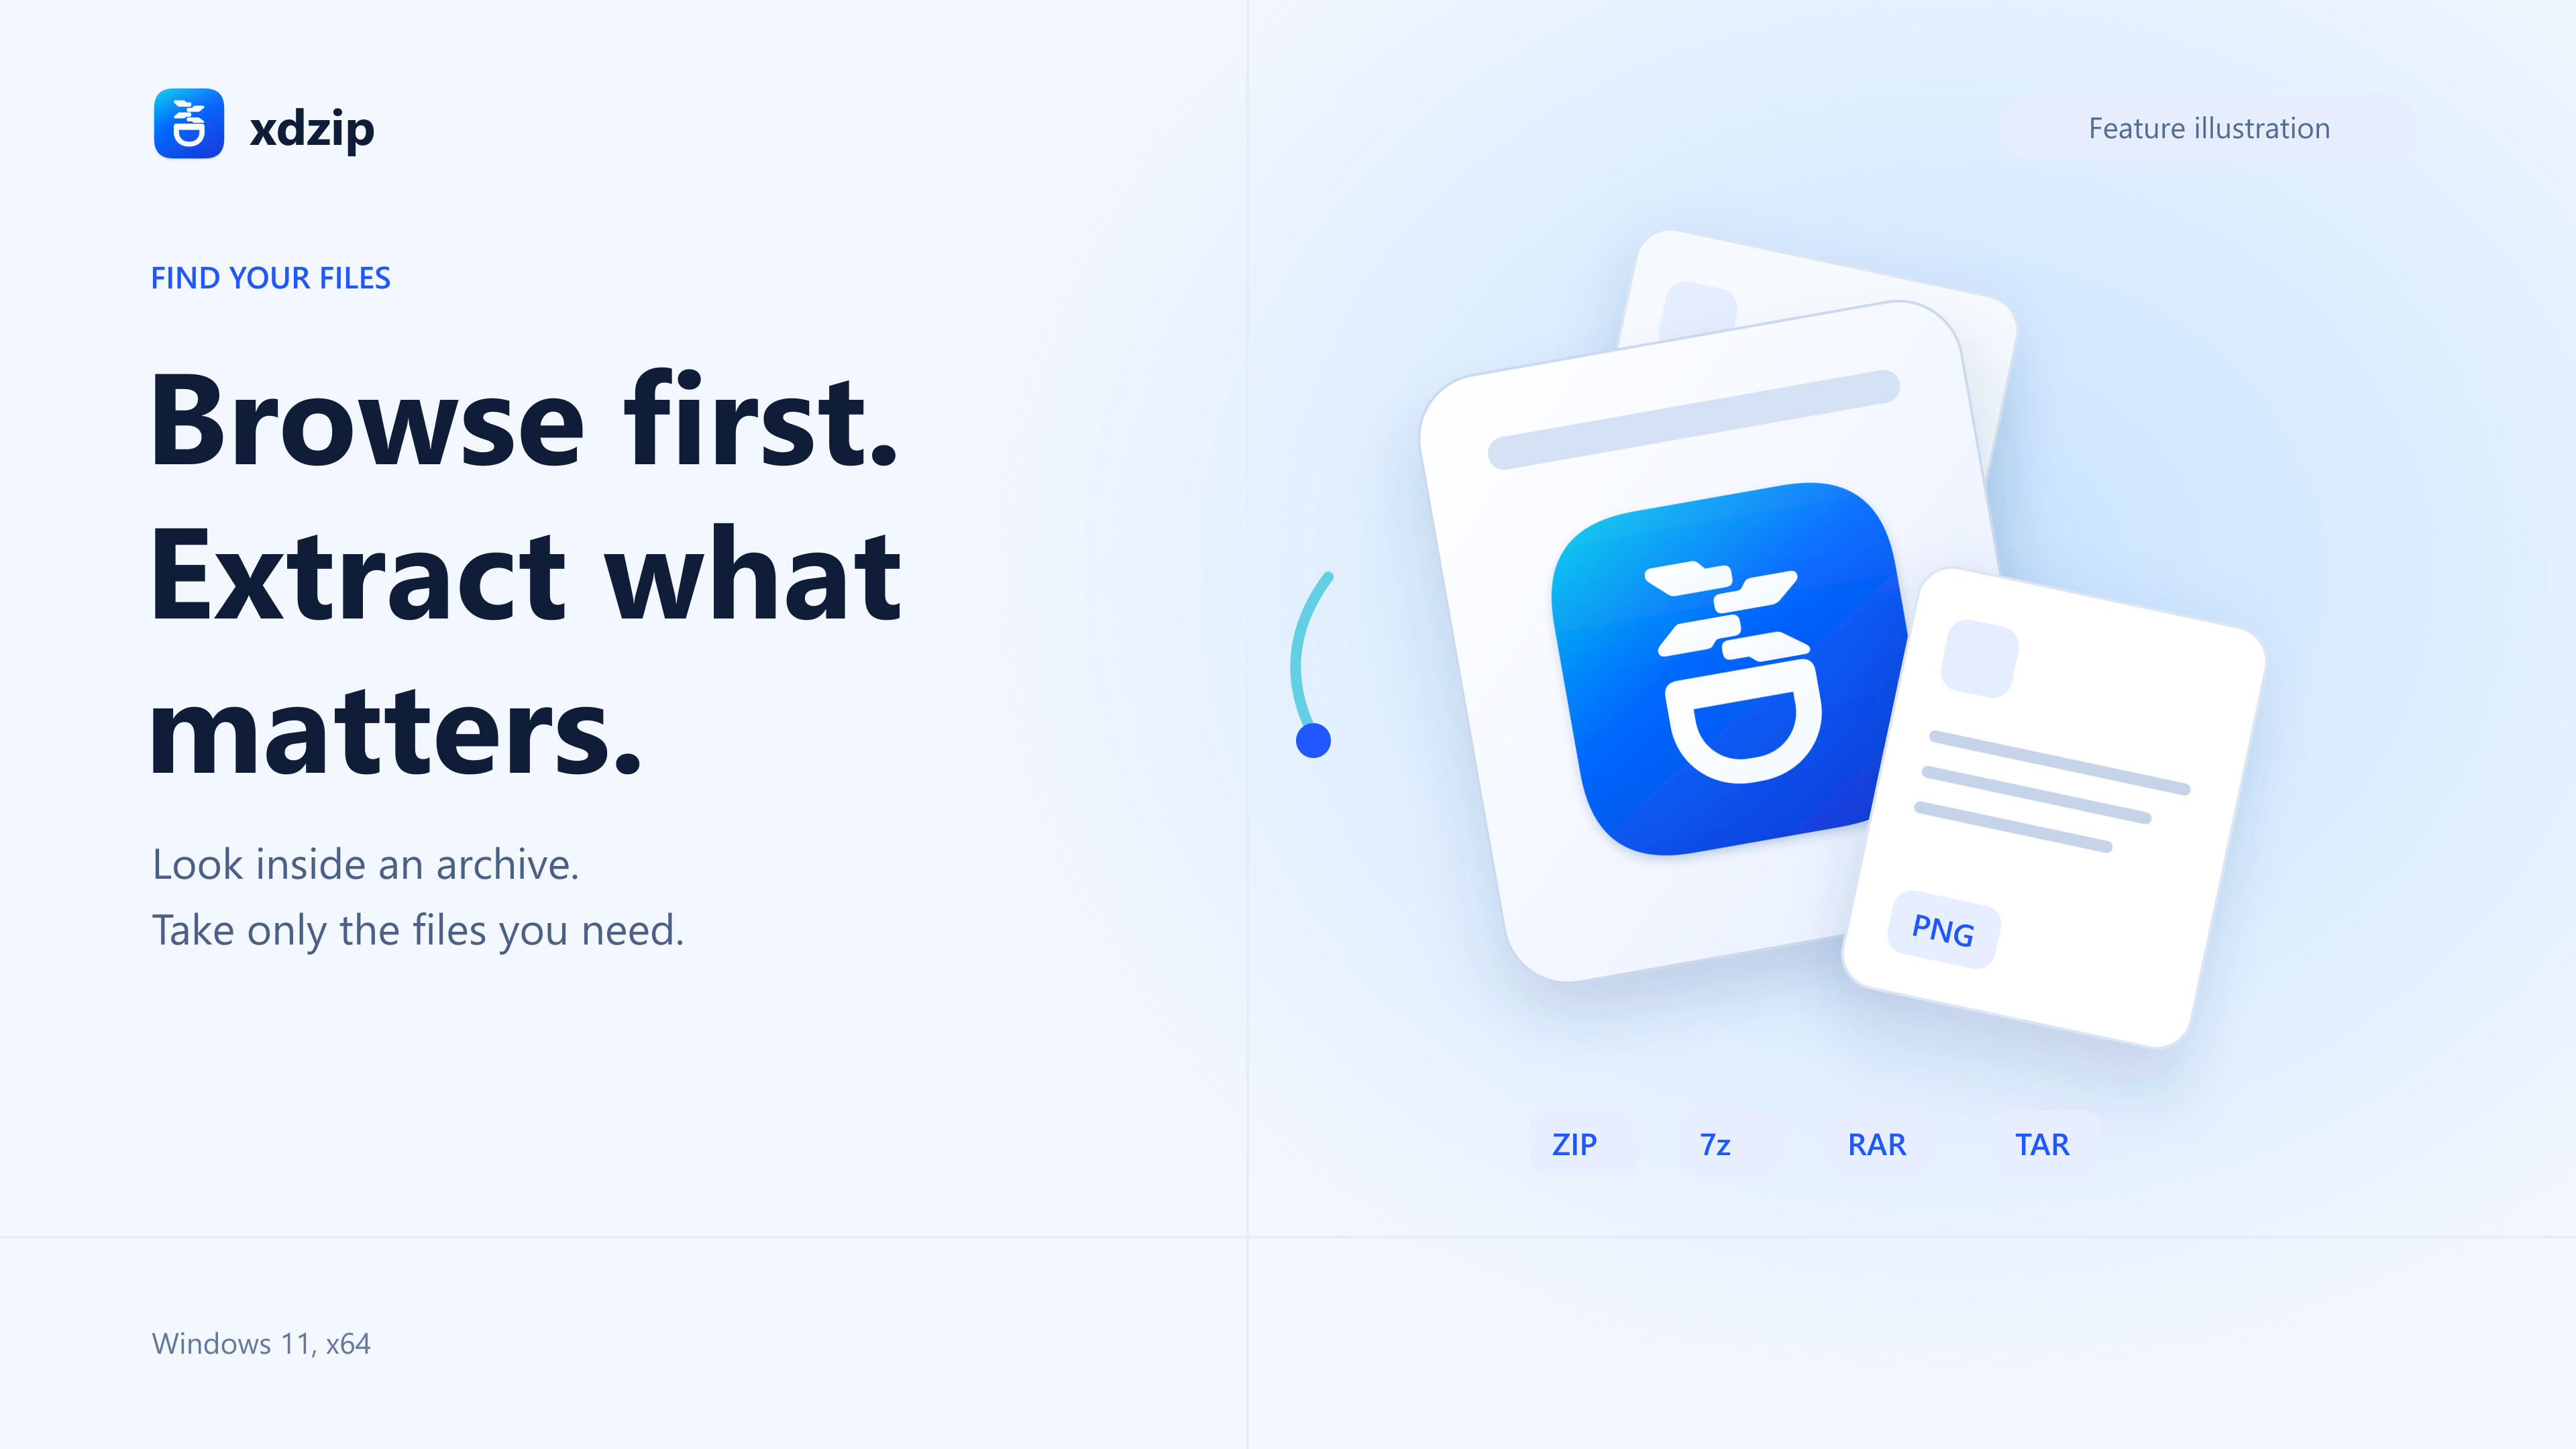 xdzip
Feature illustration
FIND YOUR FILES
Browse first.
Extract what
matters.
Look inside an archive.
Take only the files you need.
PNG
ZIP
7z
RAR
TAR
Windows 11, x64